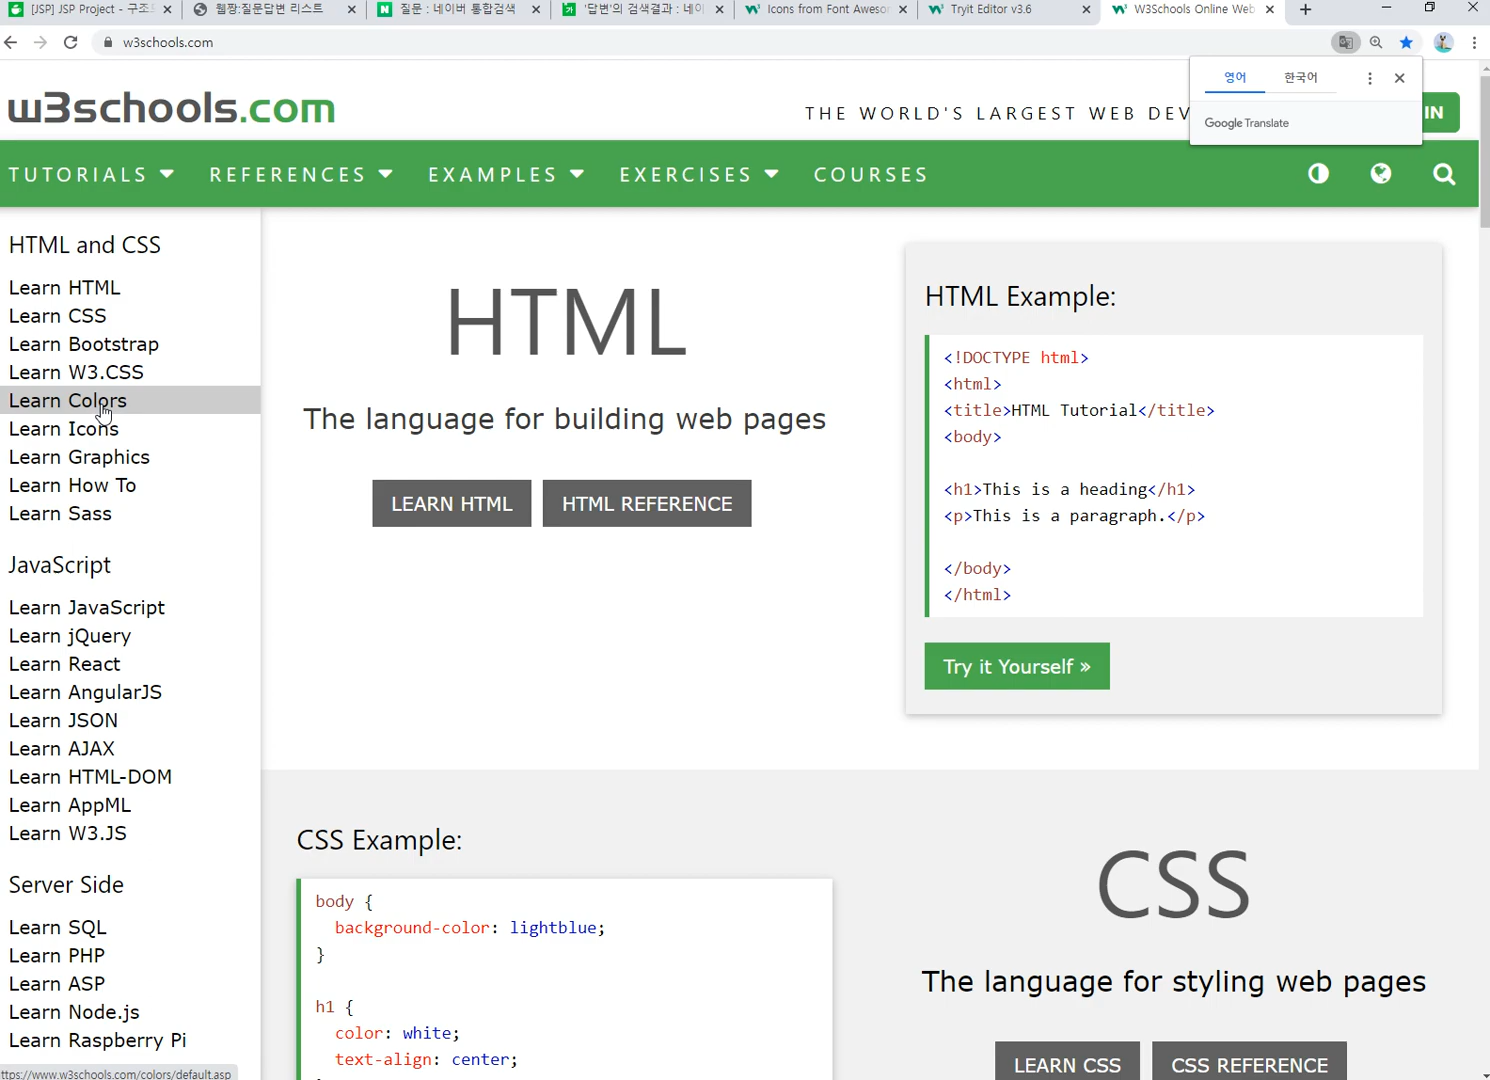 [JSP] JSP Project - 구조
웹짱:질문답변 리스트
질문 : 네이버 통합검색
'답변'의 검색결과 : 네이
Icons from Font Aweso
Tryit Editor v3.6
W3Schools Online Web
w3schools.com
영어
한국어
Google Translate
w3schools.com
THE WORLD'S LARGEST WEB DEV
IN
TUTORIALS
REFERENCES
EXAMPLES
EXERCISES
COURSES
HTML and CSS
Learn HTML
Learn CSS
Learn Bootstrap
Learn W3.CSS
Learn Colors
Learn Icons
Learn Graphics
Learn How To
Learn Sass
JavaScript
Learn JavaScript
Learn jQuery
Learn React
Learn AngularJS
Learn JSON
Learn AJAX
Learn HTML-DOM
Learn AppML
Learn W3.JS
Server Side
Learn SQL
Learn PHP
Learn ASP
Learn Node.js
Learn Raspberry Pi
ttps://www.w3schools.com/colors/default.asp
HTML
The language for building web pages
LEARN HTML
HTML REFERENCE
HTML Example:
<!DOCTYPE html>
<html>
<title>HTML Tutorial</title>
<body>
<h1>This is a heading</h1>
<p>This is a paragraph.</p>
</body>
</html>
Try it Yourself »
CSS Example:
body {
background-color: lightblue;
}
h1 {
color: white;
text-align: center;
CSS
The language for styling web pages
LEARN CSS
CSS REFERENCE